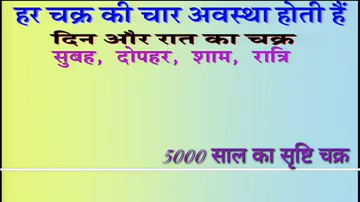 हर चक्र की चार अवस्था होती हैं
दिन और रात का चक्र
सुबह, दोपहर, शाम, रात्रि
5000 साल का सृष्टि चक्र